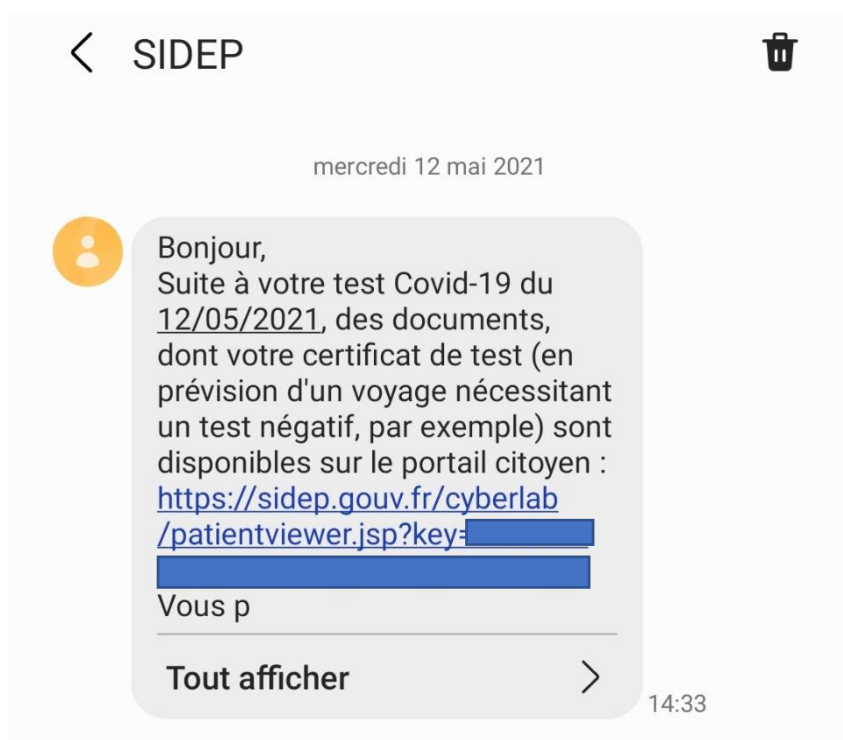 SIDEP
mercredi 12 mai 2021
Bonjour,
Suite à votre test Covid-19 du
12/05/2021, des documents,
dont votre certificat de test (en
prévision d'un voyage nécessitant
un test négatif, par exemple) sont
disponibles sur le portail citoyen :
https://sidep.gouv.fr/cyberlab
/patientviewer.jsp?key=
Vous p
Tout afficher
14:33